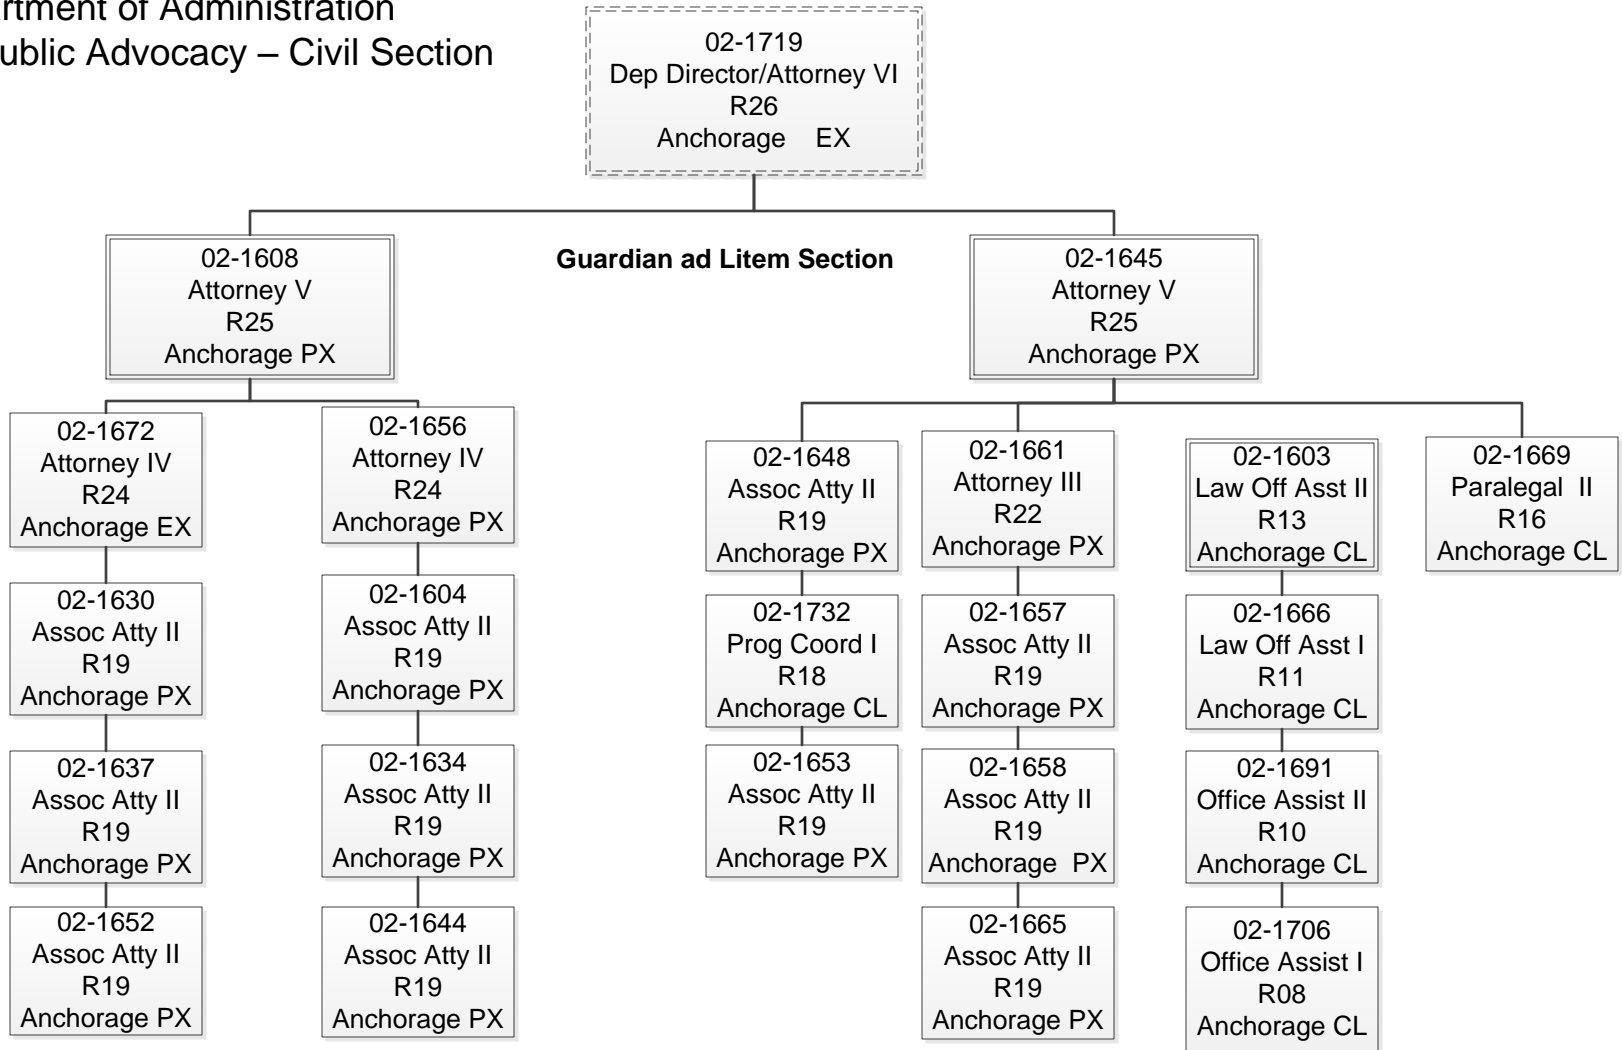 Department of Administration
Public Advocacy – Civil Section
02-1719
Dep Director/Attorney VI
R26
Anchorage EX
02-1608
Attorney V
R25
Anchorage PX
Guardian ad Litem Section
02-1645
Attorney V
R25
Anchorage PX
02-1672
Attorney IV
R24
Anchorage EX
02-1630
Assoc Atty II
R19
Anchorage PX
02-1637
Assoc Atty II
R19
Anchorage PX
02-1652
Assoc Atty II
R19
Anchorage PX
02-1656
Attorney IV
R24
Anchorage PX
02-1604
Assoc Atty II
R19
Anchorage PX
02-1634
Assoc Atty II
R19
Anchorage PX
02-1644
Assoc Atty II
R19
Anchorage PX
02-1648
Assoc Atty II
R19
Anchorage PX
02-1732
Prog Coord I
R18
Anchorage CL
02-1653
Assoc Atty II
R19
Anchorage PX
02-1661
Attorney III
R22
Anchorage PX
02-1657
Assoc Atty II
R19
Anchorage PX
02-1658
Assoc Atty II
R19
Anchorage PX
02-1665
Assoc Atty II
R19
Anchorage PX
02-1603
Law Off Asst II
R13
Anchorage CL
02-1666
Law Off Asst I
R11
Anchorage CL
02-1691
Office Assist II
R10
Anchorage CL
02-1706
Office Assist I
R08
Anchorage CL
02-1669
Paralegal II
R16
Anchorage CL